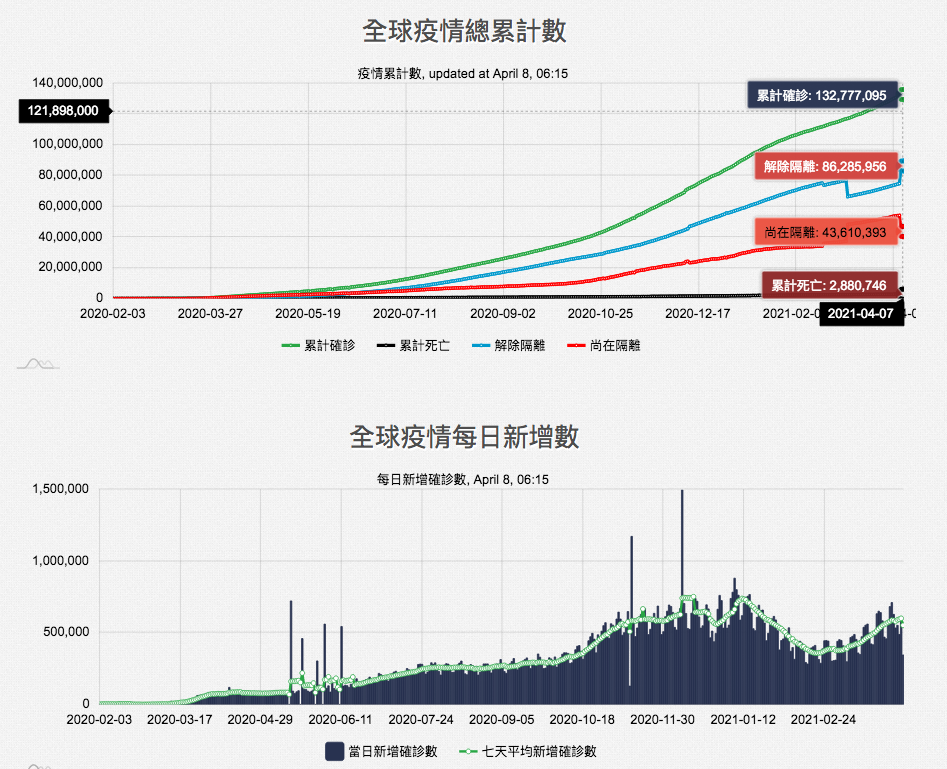 全球疫情總累計數
疫情累計數, updated at April 8, 06:15
140,000,000
121,898,000
100,000,000
80,000,000
60,000,000
40,000,000
20,000,000
0
累計確診: 132,777,095
解除隔離: 86,285,956
尚在隔離: 43,610,393
累計死亡: 2,880,746
2020-02-03 2020-03-27 2020-05-19 2020-07-11 2020-09-02 2020-10-25 2020-12-17 2021-02-0 2021-04-07
累計確診 累計死亡 解除隔離 尚在隔離
全球疫情每日新增數
每日新增確診數, April 8, 06:15
1,500,000
1,000,000
500,000
0
2020-02-03 2020-03-17 2020-04-29 2020-06-11 2020-07-24 2020-09-05 2020-10-18 2020-11-30 2021-01-12 2021-02-24
當日新增確診數 七天平均新增確診數